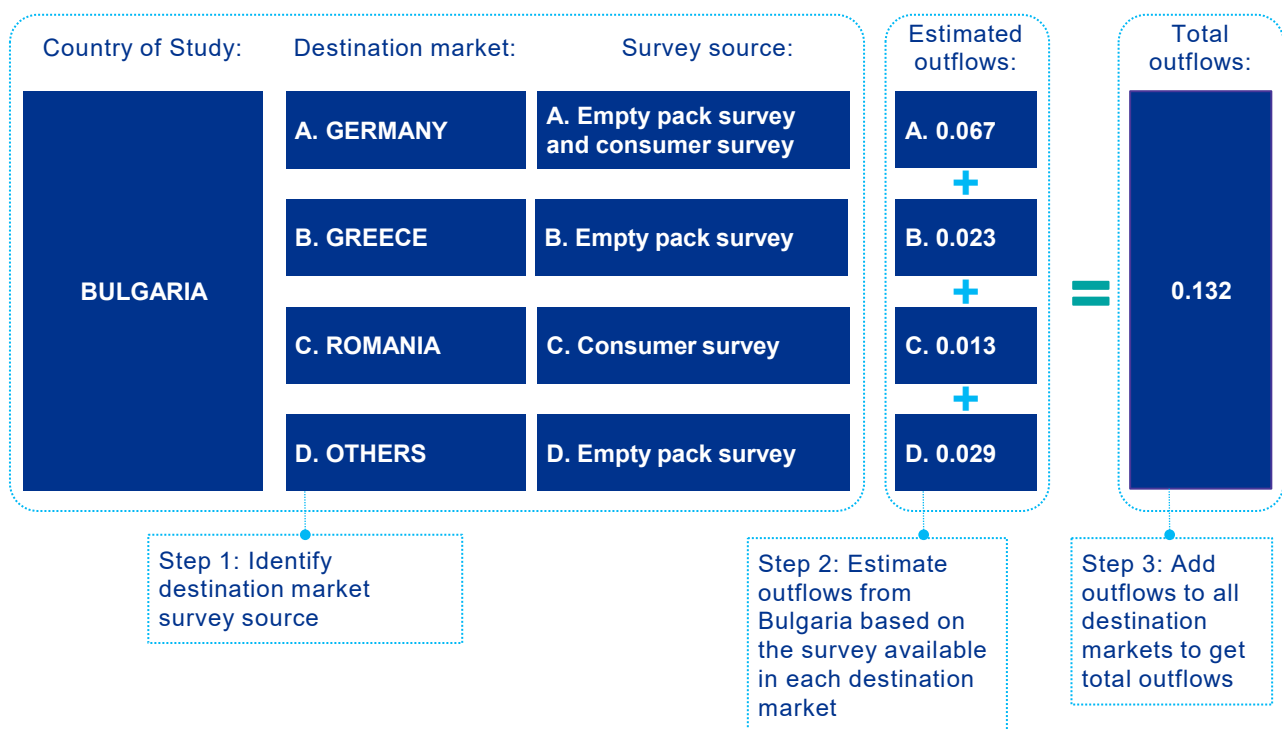 Country of Study:
Destination market:
Survey source:
Estimated
outflows:
Total
outflows:
BULGARIA
A. GERMANY
A. Empty pack survey
and consumer survey
A. 0.067
+
B. GREECE
B. Empty pack survey
B. 0.023
+
C. ROMANIA
C. Consumer survey
C. 0.013
+
D. OTHERS
D. Empty pack survey
D. 0.029
=
0.132
Step 1: Identify
destination market
survey source
Step 2: Estimate
outflows from
Bulgaria based on
the survey available
in each destination
market
Step 3: Add
outflows to all
destination
markets to get
total outflows